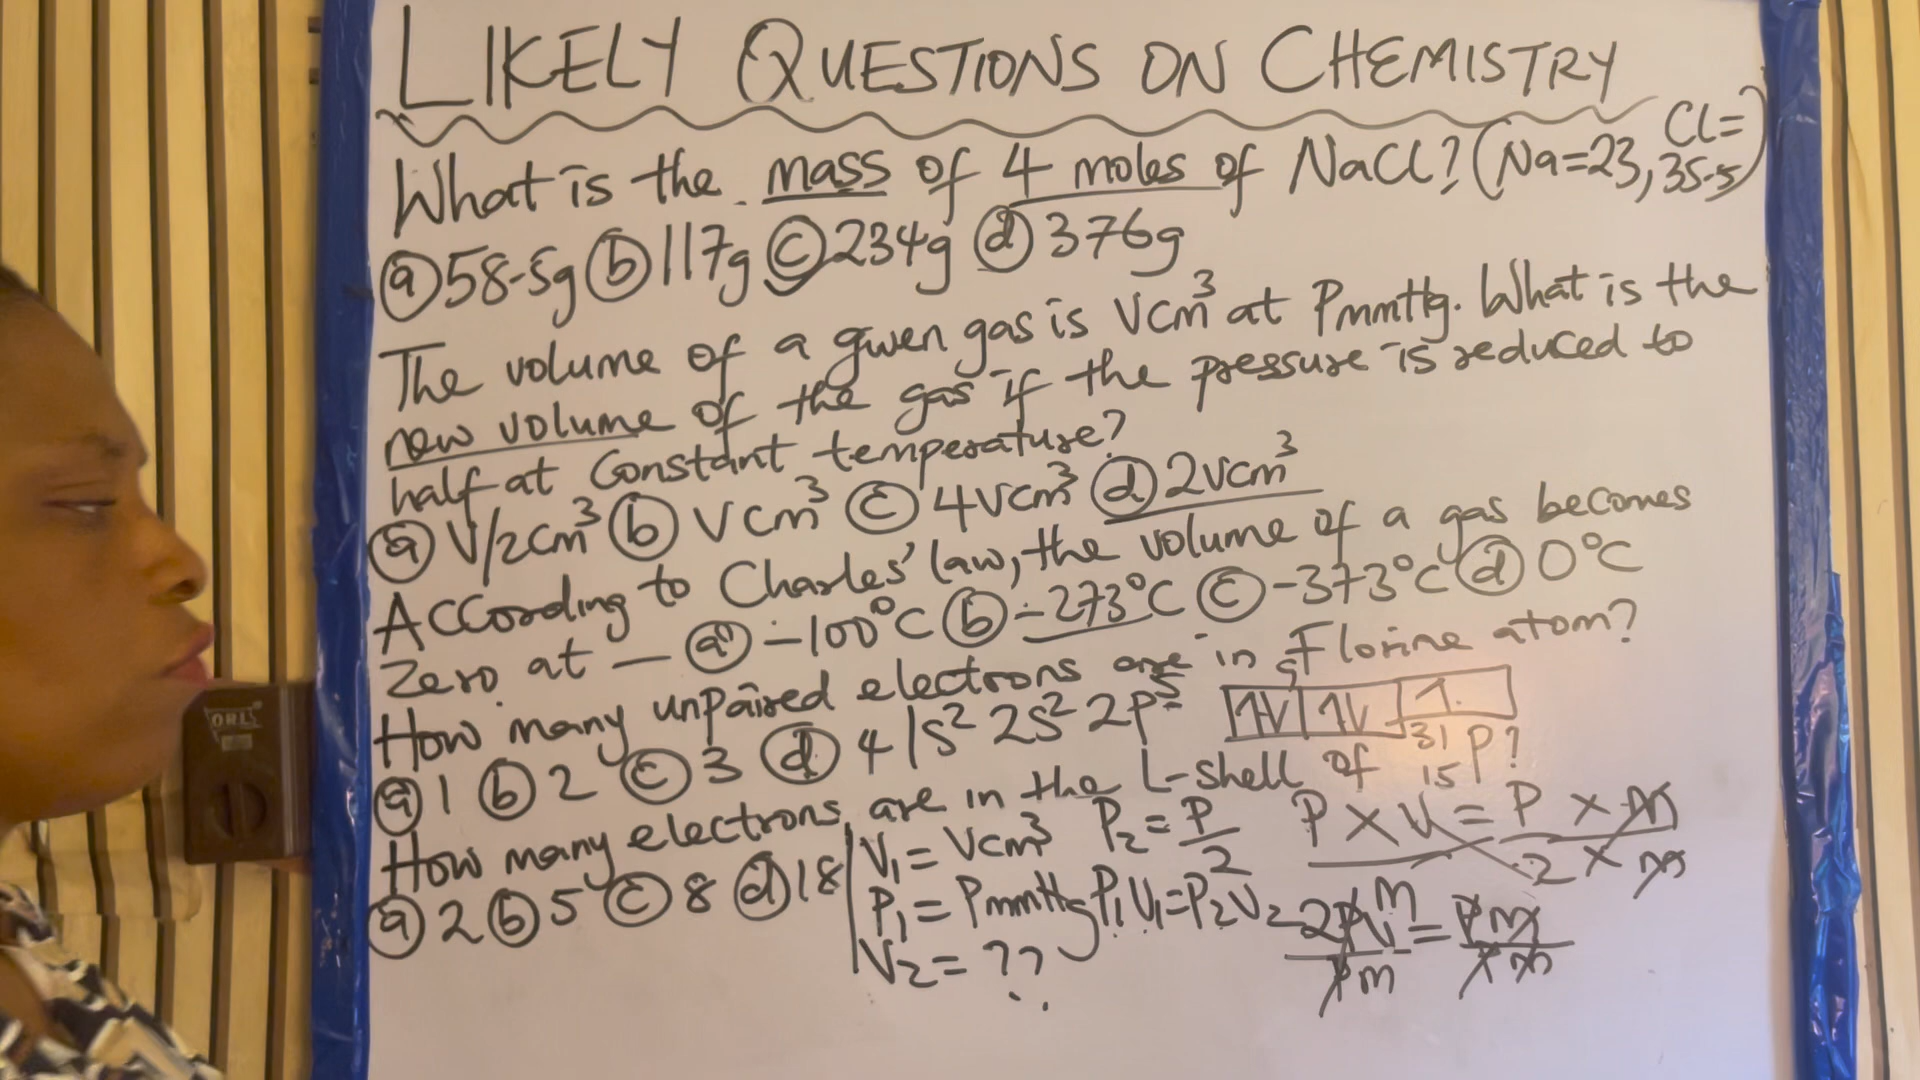 LIKELY QUESTIONS ON CHEMISTRY
What is the mass of 4 moles of NaCl? (Na=23, Cl= 35.5)
(a) 58.5g (b) 117g (c) 234g (d) 376g
The volume of a given gas is Vcm³ at PmmHg. What is the
new volume of the gas if the pressure is reduced to
half at constant temperature?
(a) V/2cm³ (b) Vcm³ (c) 4Vcm³ (d) 2Vcm³
According to Charles' law, the volume of a gas becomes
zero at — (a) -100°C (b) -273°C (c) -373°C (d) 0°C
How many unpaired electrons are in Florine atom?
(a) 1 (b) 2 (c) 3 (d) 4 1s² 2s² 2p⁵
How many electrons are in the L-shell of ³¹₁₅P?
(a) 2 (b) 5 (c) 8 (d) 18
V₁ = Vcm³ P₂ = P/2
P₁ = PmmHg P₁V₁=P₂V₂
V₂ = ??
ORL